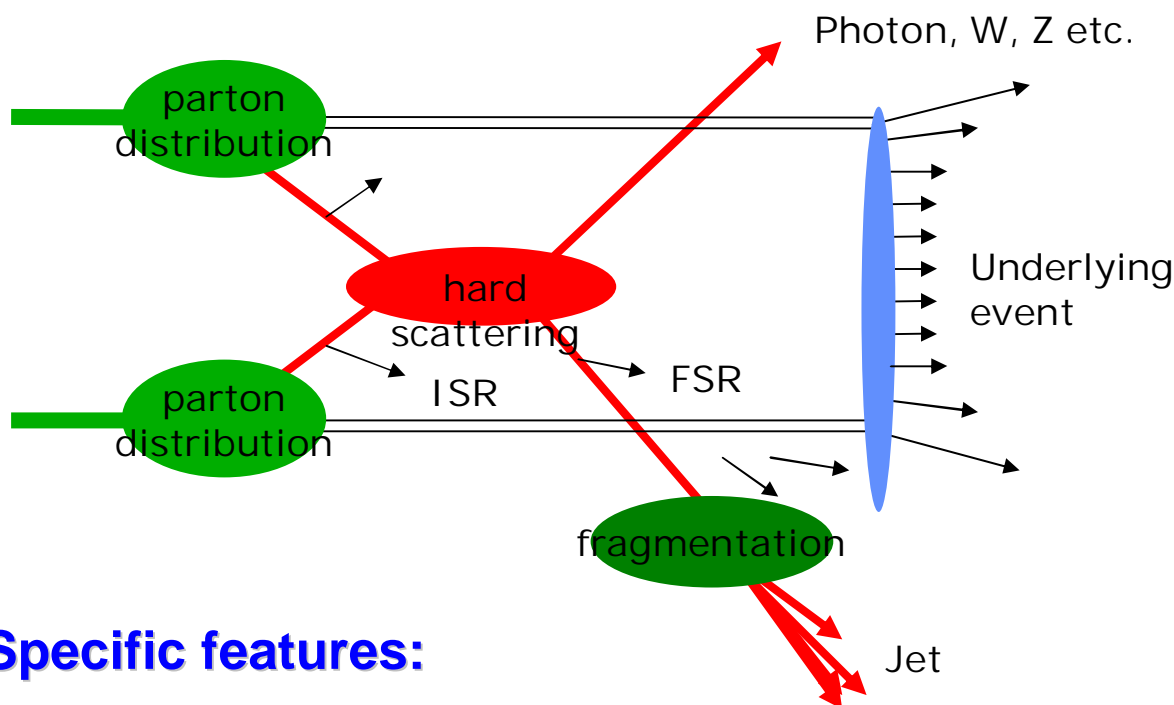 Photon, W, Z etc.
parton
distribution
hard
scattering
Underlying
event
ISR
FSR
parton
distribution
fragmentation
Specific features:
Jet